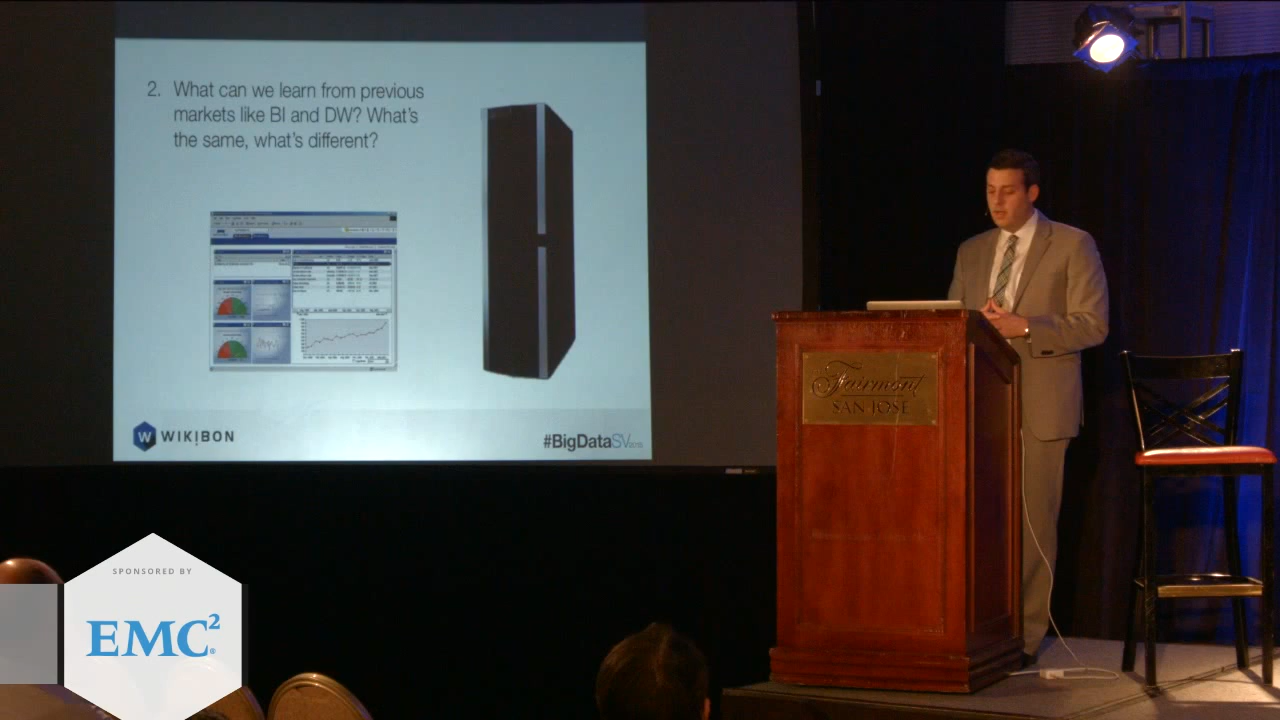 2. What can we learn from previous
markets like BI and DW? What's
the same, what's different?
W WIKIBON
#BigDataSV
Fairmont
SAN JOSE
SPONSORED BY
EMC²